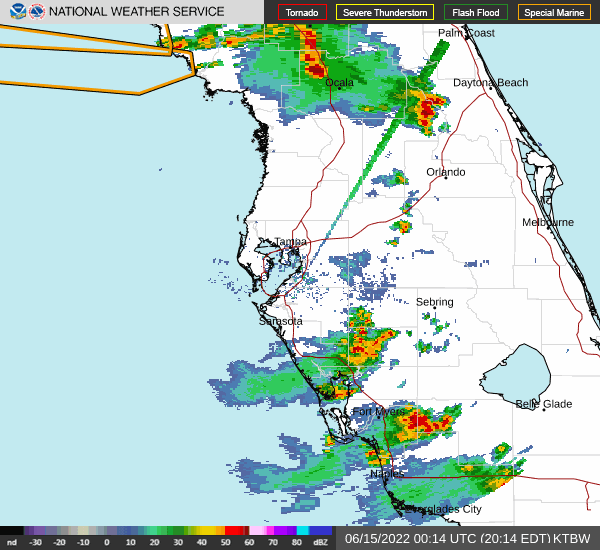 NATIONAL WEATHER SERVICE
Tornado Severe Thunderstorm Flash Flood Special Marine
Palm Coast
Ocala
Daytona Beach
Orlando
Melbourne
Tampa
Sebring
Sarasota
Belle Glade
Fort Myers
Naples
Everglades City
nd -30 -20 -10 0 10 20 30 40 50 60 70 80 dBZ
06/15/2022 00:14 UTC (20:14 EDT) KTBW